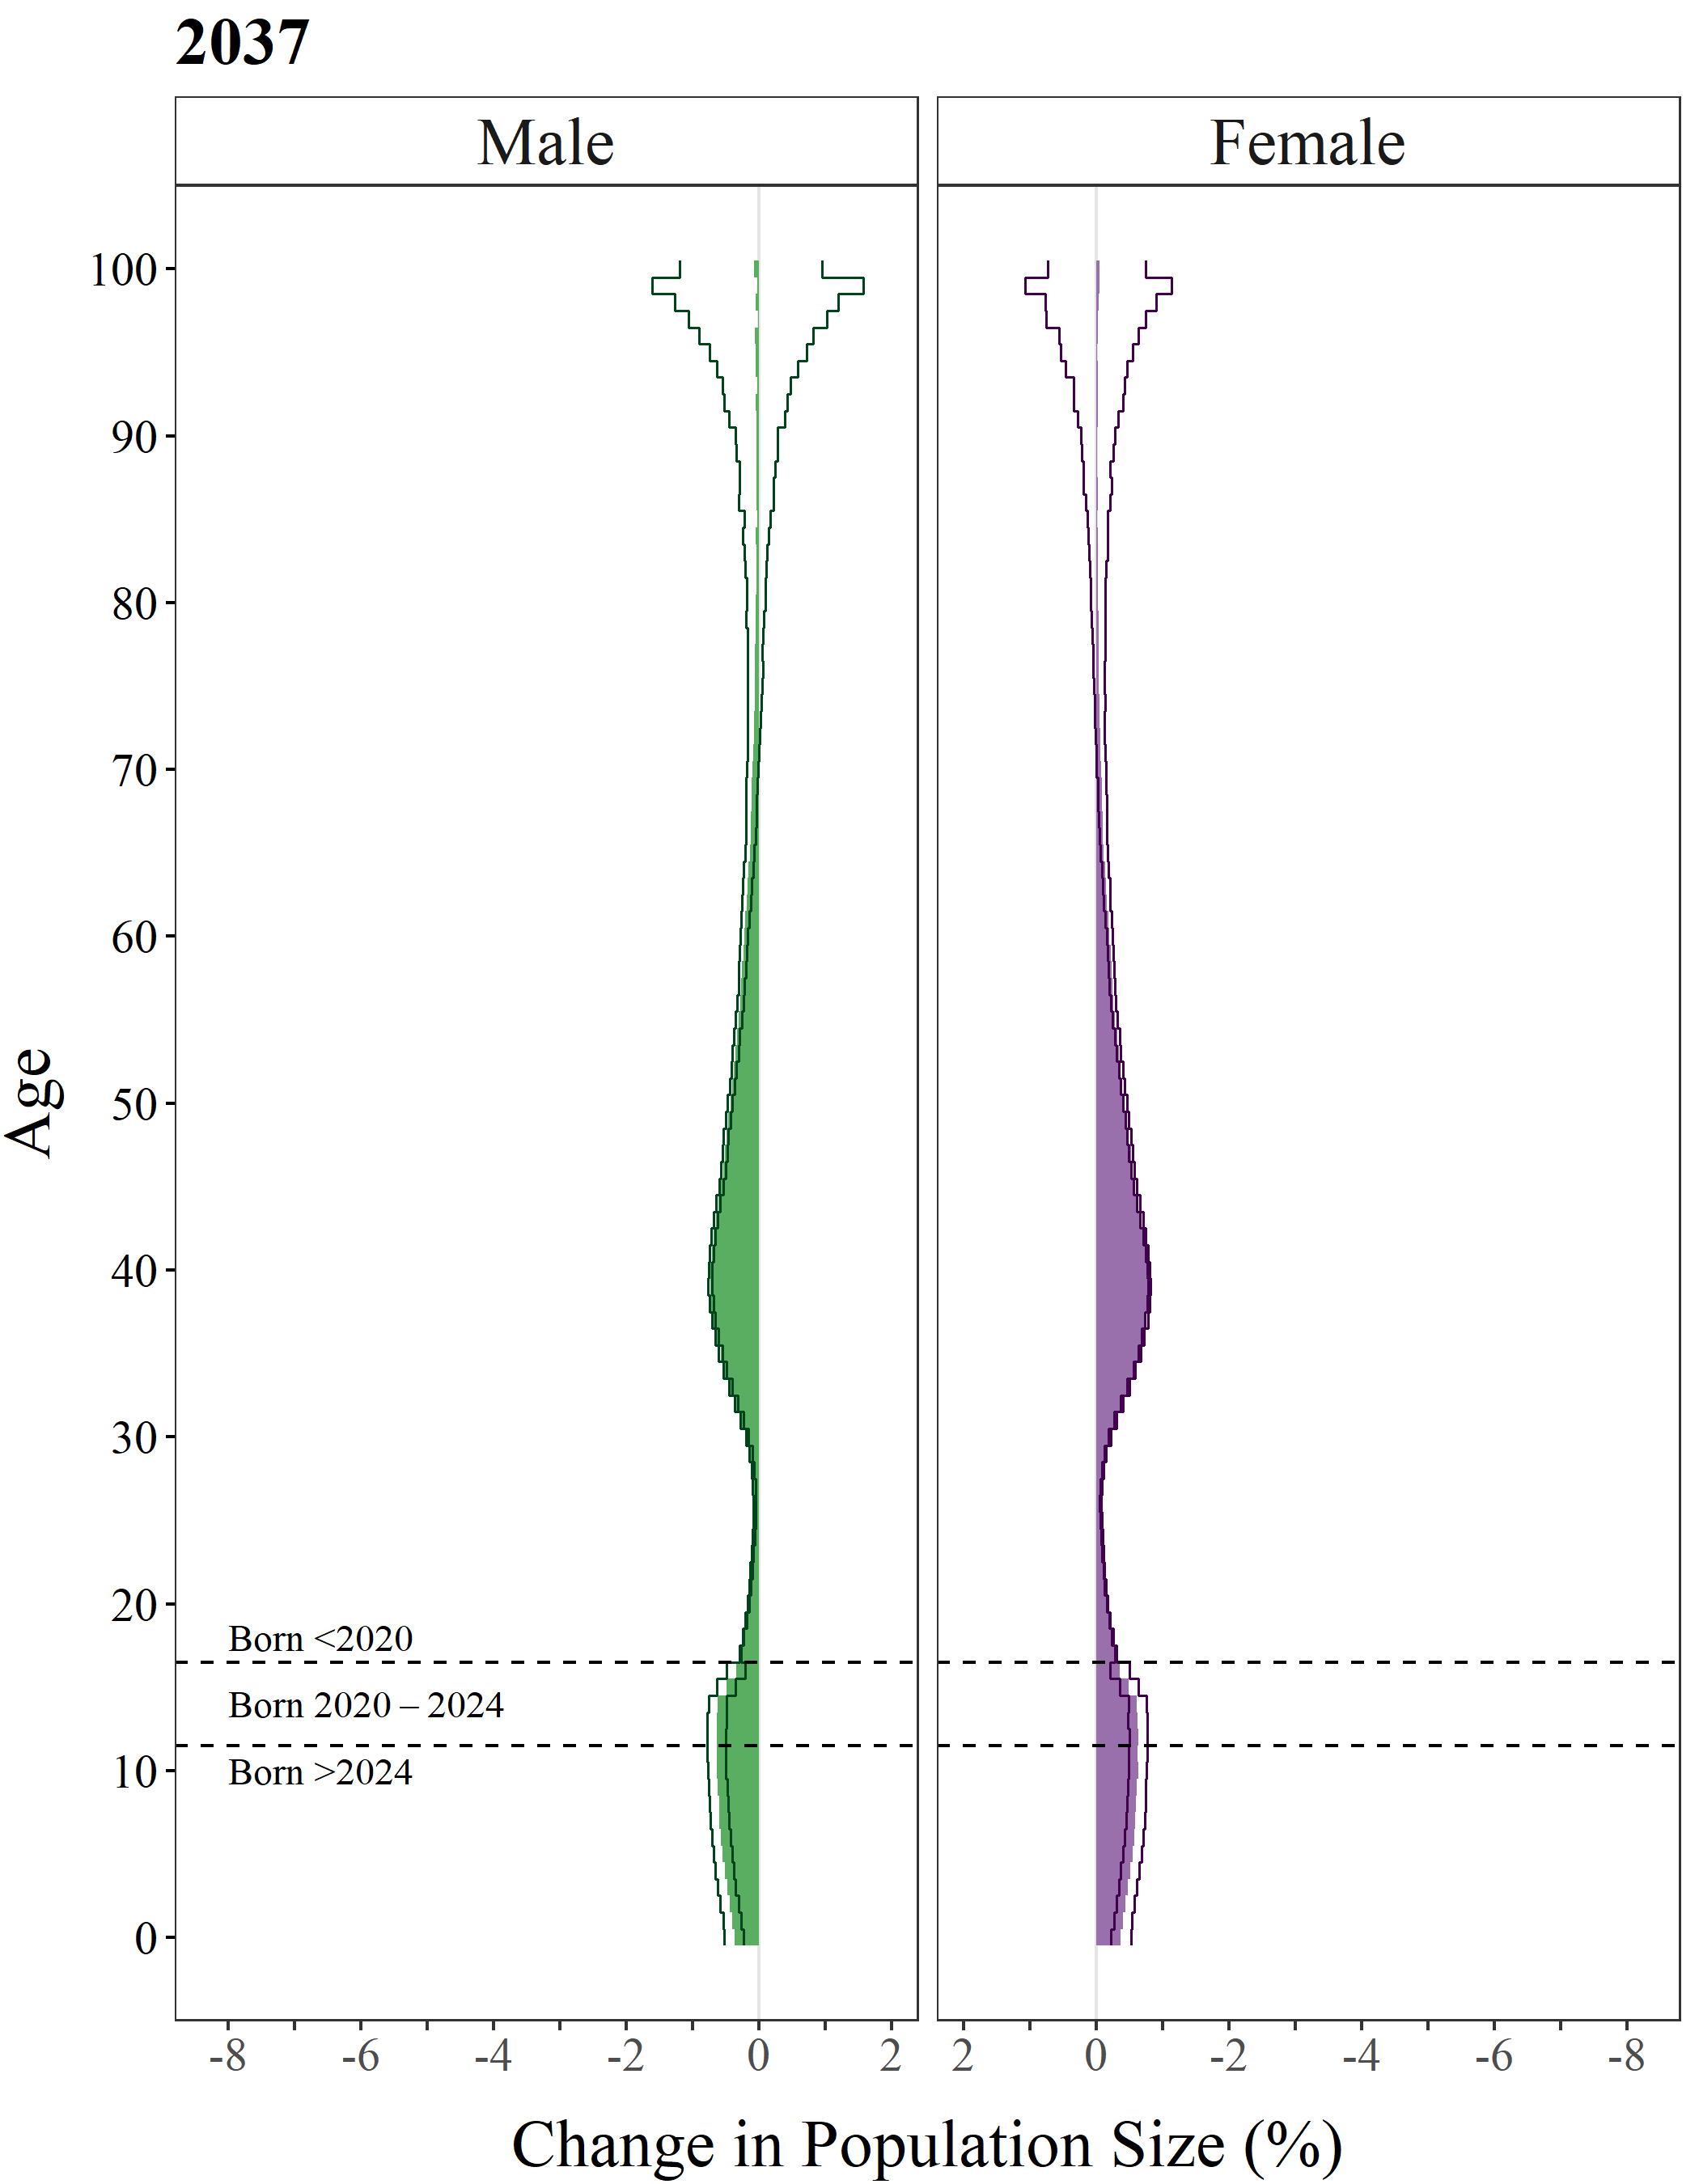 2037
Male
Female
100
90
80
70
60
50
40
30
20
10
0
Age
Born <2020
Born 2020 – 2024
Born >2024
-8 -6 -4 -2 0 2
2 0 -2 -4 -6 -8
Change in Population Size (%)